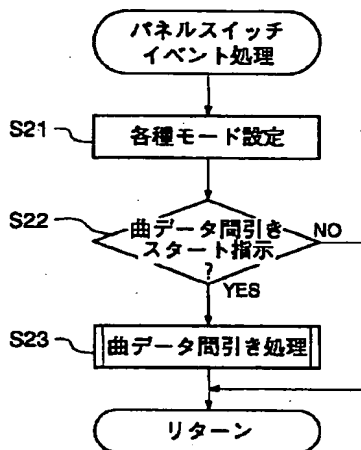 パネルスイッチ
イベント処理
S21
各種モード設定
S22
曲データ間引き
スタート指示
?
NO
YES
S23
曲データ間引き処理
リターン